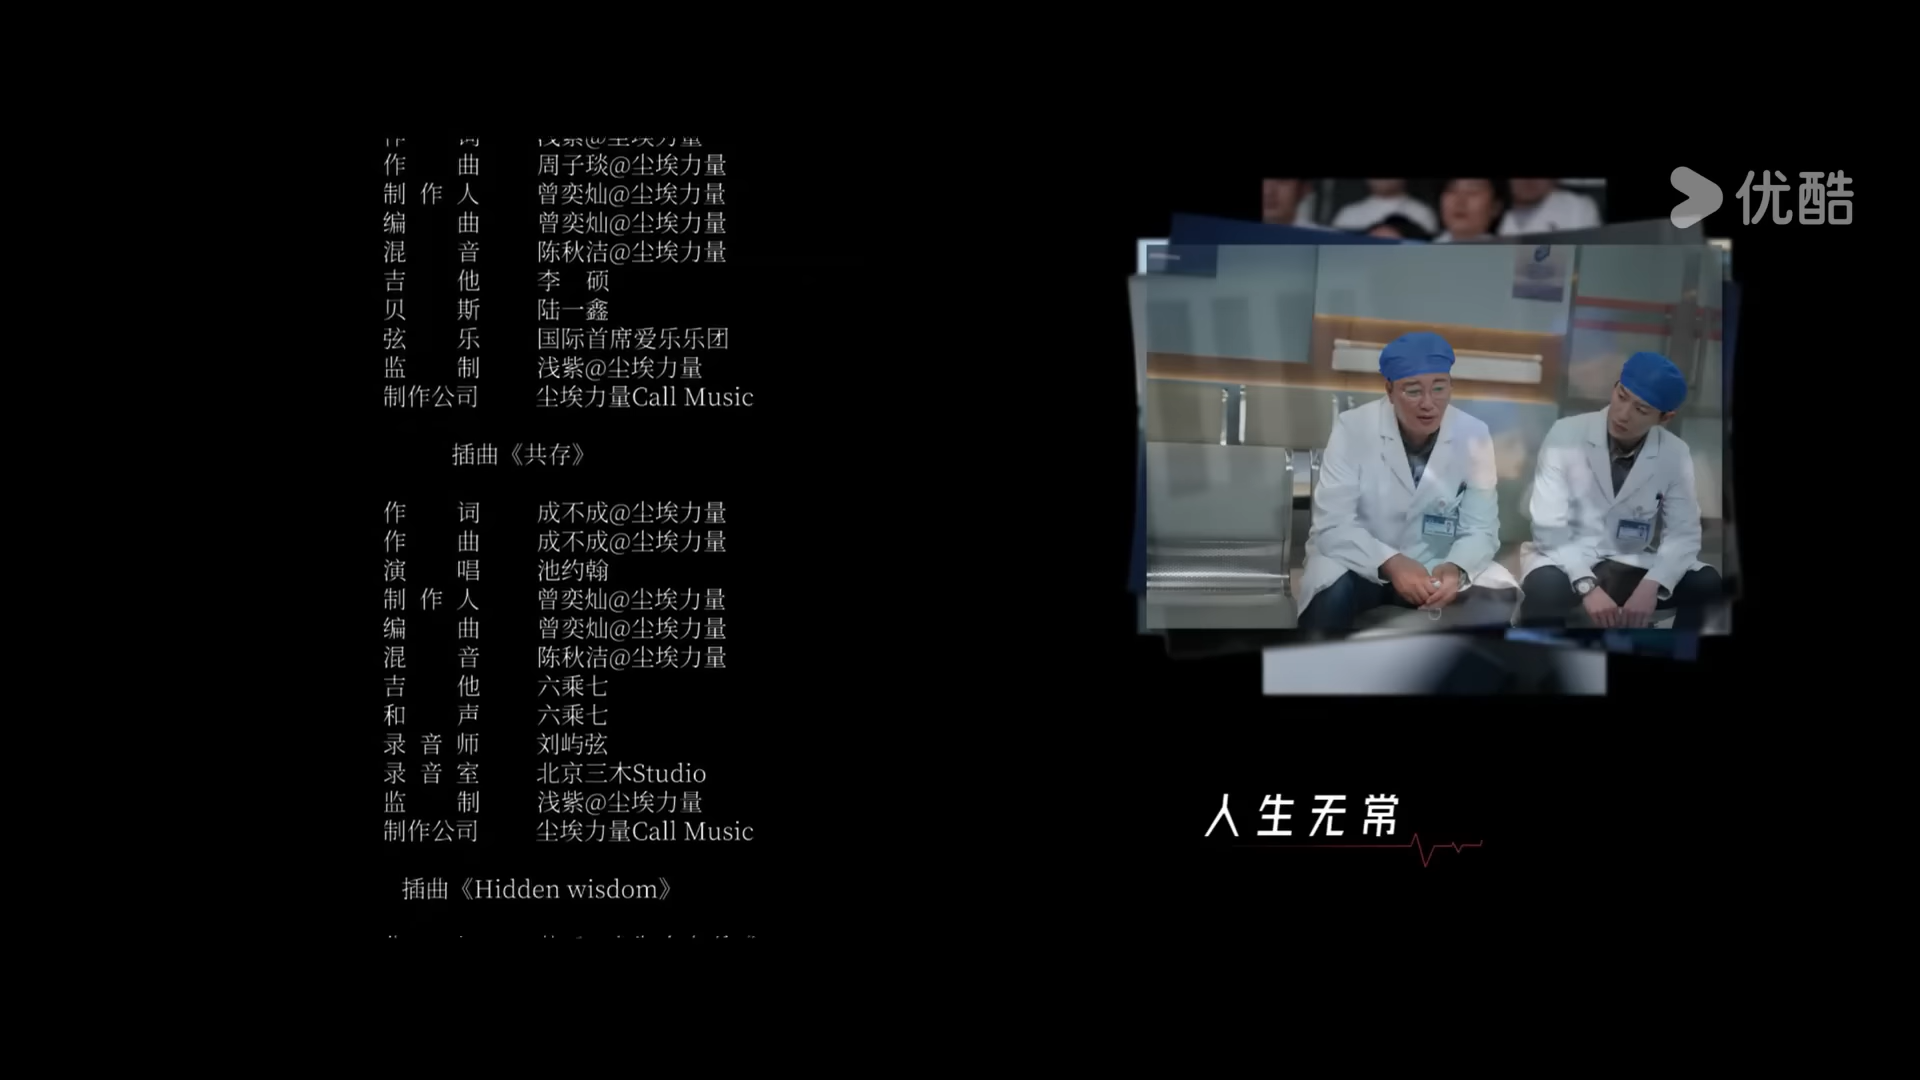 作 曲 周子琰@尘埃力量
制 作 人 曾奕灿@尘埃力量
编 曲 曾奕灿@尘埃力量
混 音 陈秋洁@尘埃力量
吉 他 李 硕
贝 斯 陆一鑫
弦 乐 国际首席爱乐乐团
监 制 浅紫@尘埃力量
制作公司 尘埃力量Call Music
插曲《共存》
作 词 成不成@尘埃力量
作 曲 成不成@尘埃力量
演 唱 池约翰
制 作 人 曾奕灿@尘埃力量
编 曲 曾奕灿@尘埃力量
混 音 陈秋洁@尘埃力量
吉 他 六乘七
和 声 六乘七
录 音 师 刘屿弦
录 音 室 北京三木Studio
监 制 浅紫@尘埃力量
制作公司 尘埃力量Call Music
插曲《Hidden wisdom》
优酷
人生无常